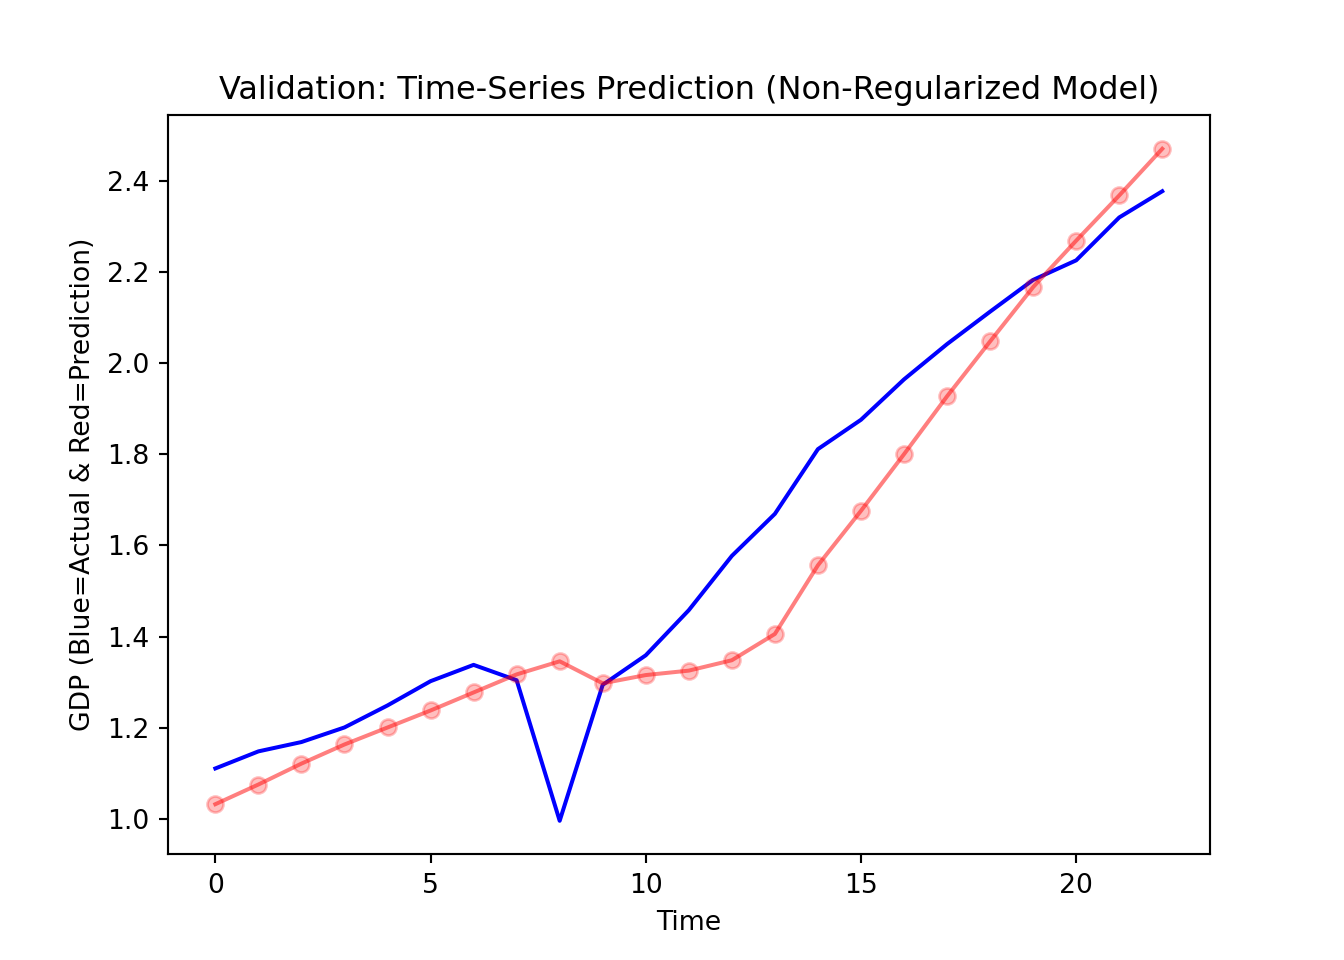 Validation: Time-Series Prediction (Non-Regularized Model)
GDP (Blue=Actual & Red=Prediction)
2.4
2.2
2.0
1.8
1.6
1.4
1.2
1.0
0 5 10 15 20
Time